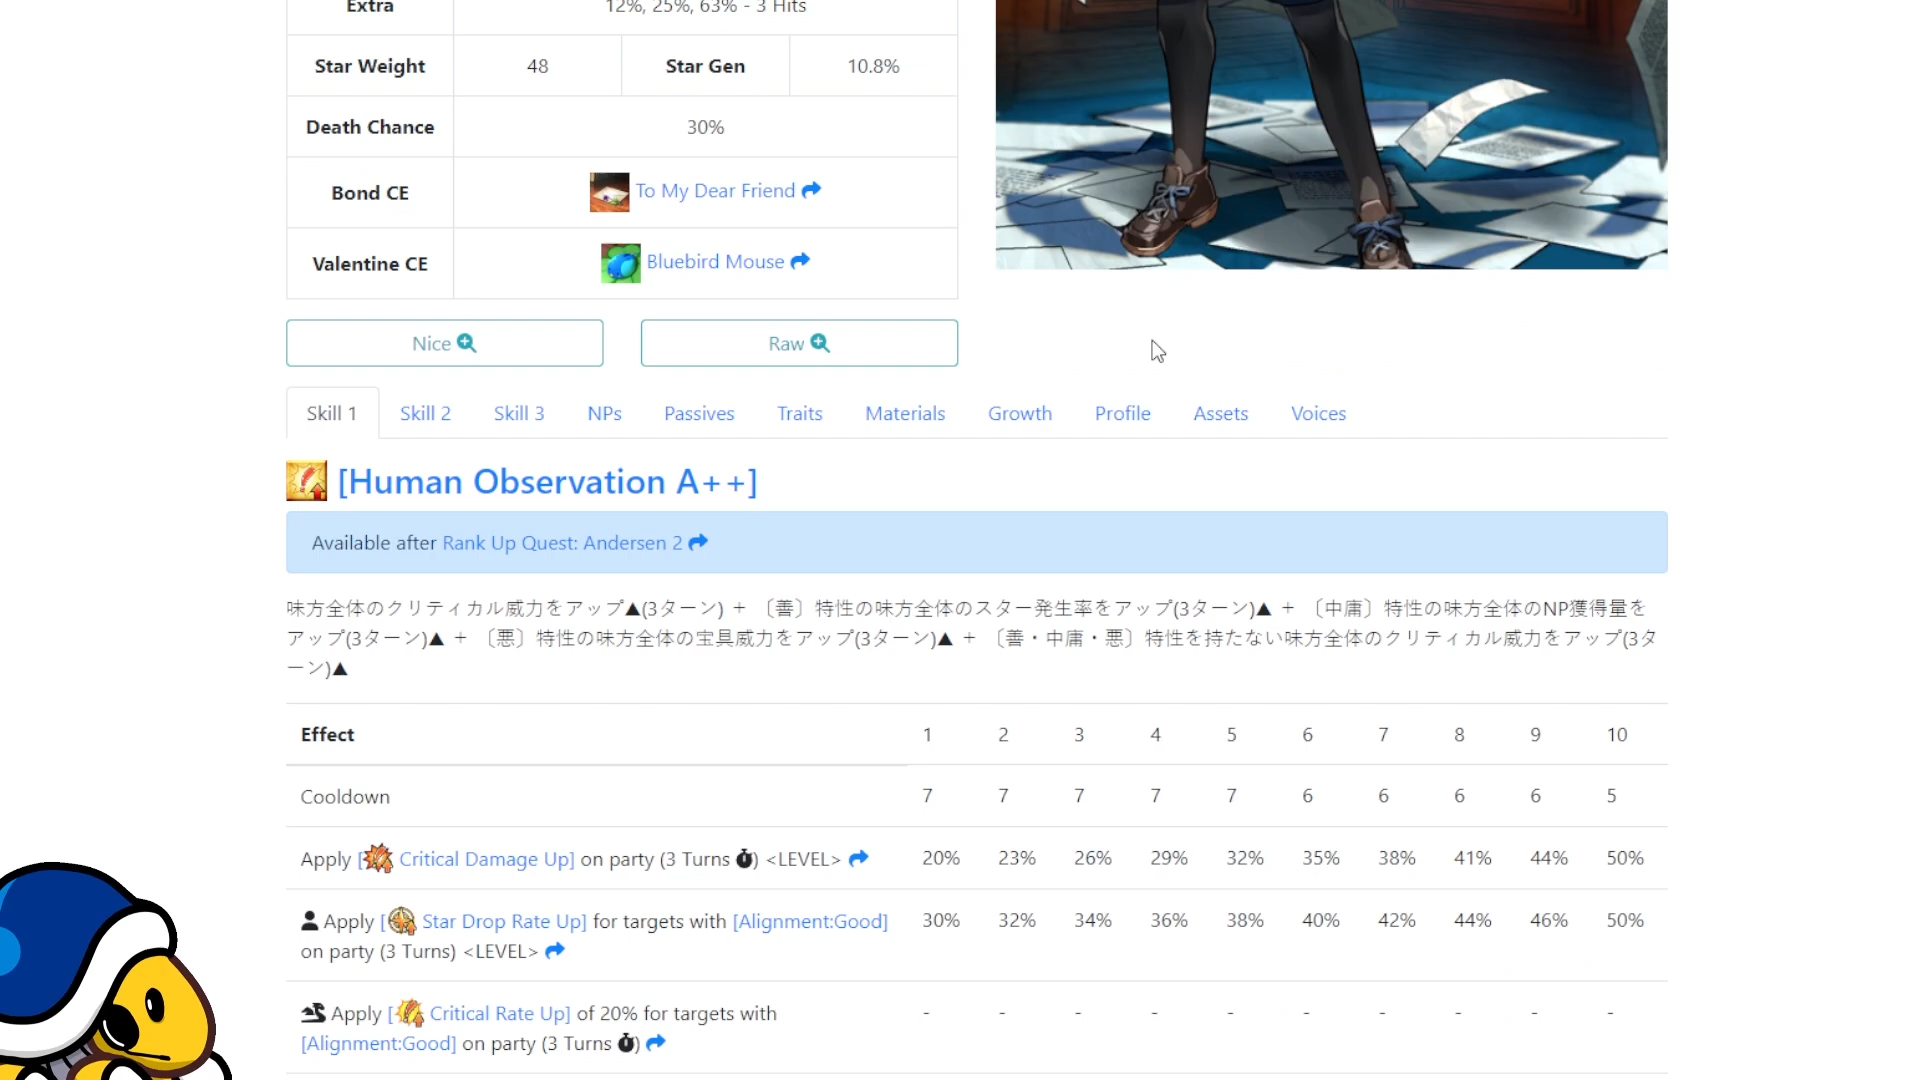 Extra 12%, 25%, 63% - 3 Hits
Star Weight 48 Star Gen 10.8%
Death Chance 30%
Bond CE To My Dear Friend
Valentine CE Bluebird Mouse
Nice Raw
Skill 1 Skill 2 Skill 3 NPs Passives Traits Materials Growth Profile Assets Voices
[Human Observation A++]
Available after Rank Up Quest: Andersen 2
味方全体のクリティカル威力をアップ▲(3ターン) ＋ 〔善〕特性の味方全体のスター発生率をアップ(3ターン)▲ ＋ 〔中庸〕特性の味方全体のNP獲得量を
アップ(3ターン)▲ ＋ 〔悪〕特性の味方全体の宝具威力をアップ(3ターン)▲ ＋ 〔善・中庸・悪〕特性を持たない味方全体のクリティカル威力をアップ(3タ
ーン)▲
Effect 1 2 3 4 5 6 7 8 9 10
Cooldown 7 7 7 7 7 6 6 6 6 5
Apply [Critical Damage Up] on party (3 Turns) <LEVEL> 20% 23% 26% 29% 32% 35% 38% 41% 44% 50%
Apply [Star Drop Rate Up] for targets with [Alignment:Good] 30% 32% 34% 36% 38% 40% 42% 44% 46% 50%
on party (3 Turns) <LEVEL>
Apply [Critical Rate Up] of 20% for targets with - - - - - - - - - -
[Alignment:Good] on party (3 Turns)